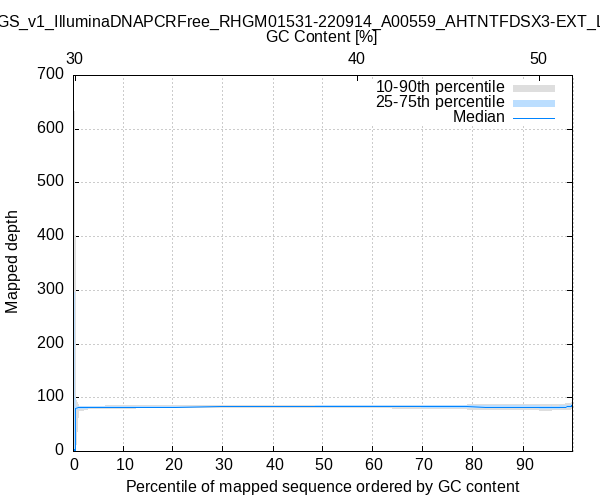 GS_v1_IlluminaDNAPCRFree_RHGM01531-220914_A00559_AHTNTFDSX3-EXT_L
GC Content [%]
30 40 50
700
10-90th percentile
25-75th percentile
Median
600
500
400
300
200
100
0
Mapped depth
0 10 20 30 40 50 60 70 80 90
Percentile of mapped sequence ordered by GC content